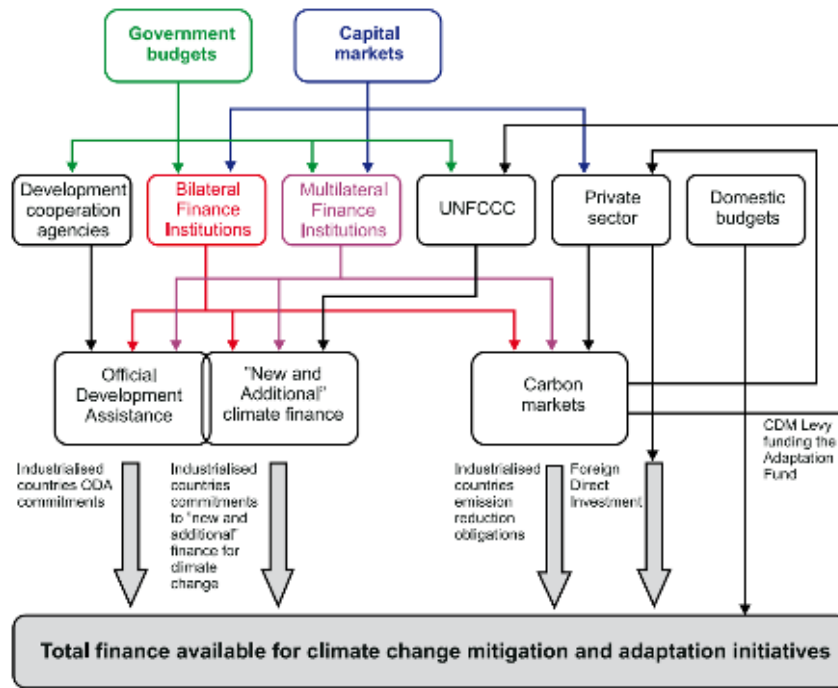 Government
budgets
Capital
markets
Development
cooperation
agencies
Bilateral
Finance
Institutions
Multilateral
Finance
Institutions
UNFCCC
Private
sector
Domestic
budgets
Official
Development
Assistance
"New and
Additional"
climate finance
Carbon
markets
CDM Levy
funding the
Adaptation
Fund
Industrialised
countries ODA
commitments
Industrialised
countries
commitments
to "new and
additional"
finance for
climate
change
Industrialised
countries
emission
reduction
obligations
Foreign
Direct
Investment
Total finance available for climate change mitigation and adaptation initiatives